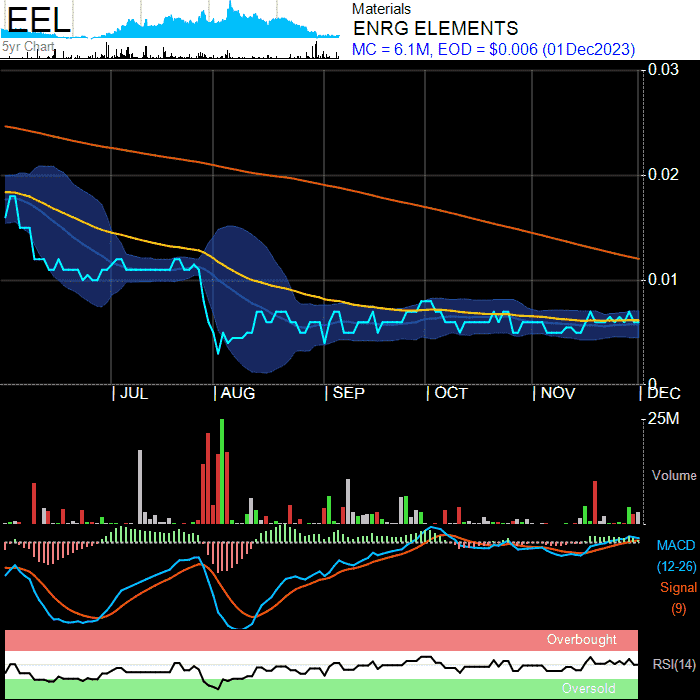 EEL
5yr Chart
Materials
ENRG ELEMENTS
MC = 6.1M, EOD = $0.006 (01Dec2023)
0.03
0.02
0.01
0
JUL AUG SEP OCT NOV DEC
25M
Volume
MACD
(12-26)
Signal
(9)
Overbought
RSI(14)
Oversold